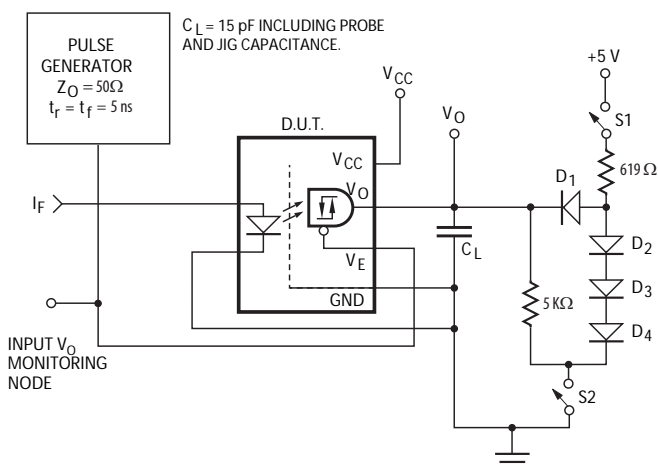 PULSE
GENERATOR
ZO = 50Ω
tr = tf = 5 ns
CL = 15 pF INCLUDING PROBE
AND JIG CAPACITANCE.
VCC
+5 V
VO
S1
D.U.T.
619 Ω
VCC
D1
IF
VO
D2
CL
VE
D3
GND
5 KΩ
D4
INPUT VO
MONITORING
NODE
S2